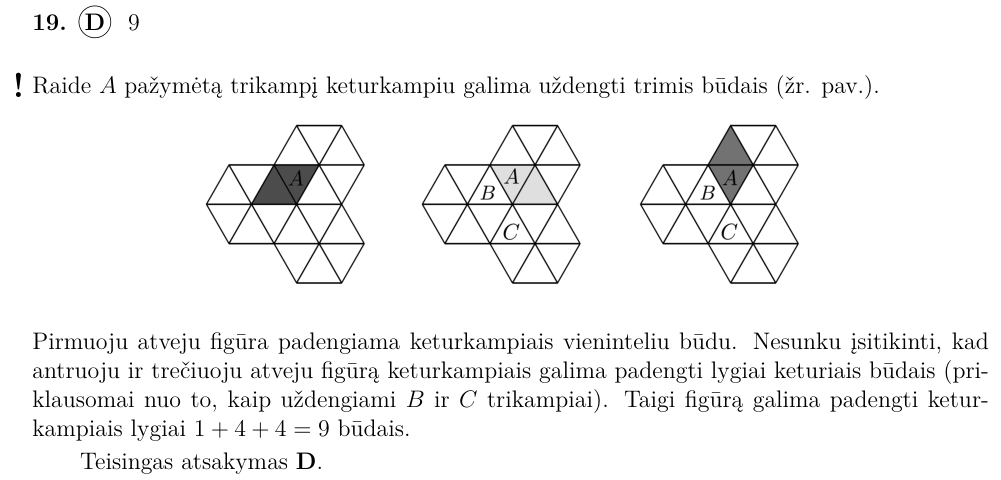 19. D 9
! Raide A pažymėtą trikampį keturkampiu galima uždengti trimis būdais (žr. pav.).
A A A
B B
C C
Pirmuoju atveju figūra padengiama keturkampiais vieninteliu būdu. Nesunku įsitikinti, kad
antruoju ir trečiuoju atveju figūrą keturkampiais galima padengti lygiai keturiais būdais (pri-
klausomai nuo to, kaip uždengiami B ir C trikampiai). Taigi figūrą galima padengti ketur-
kampiais lygiai 1 + 4 + 4 = 9 būdais.
Teisingas atsakymas D.